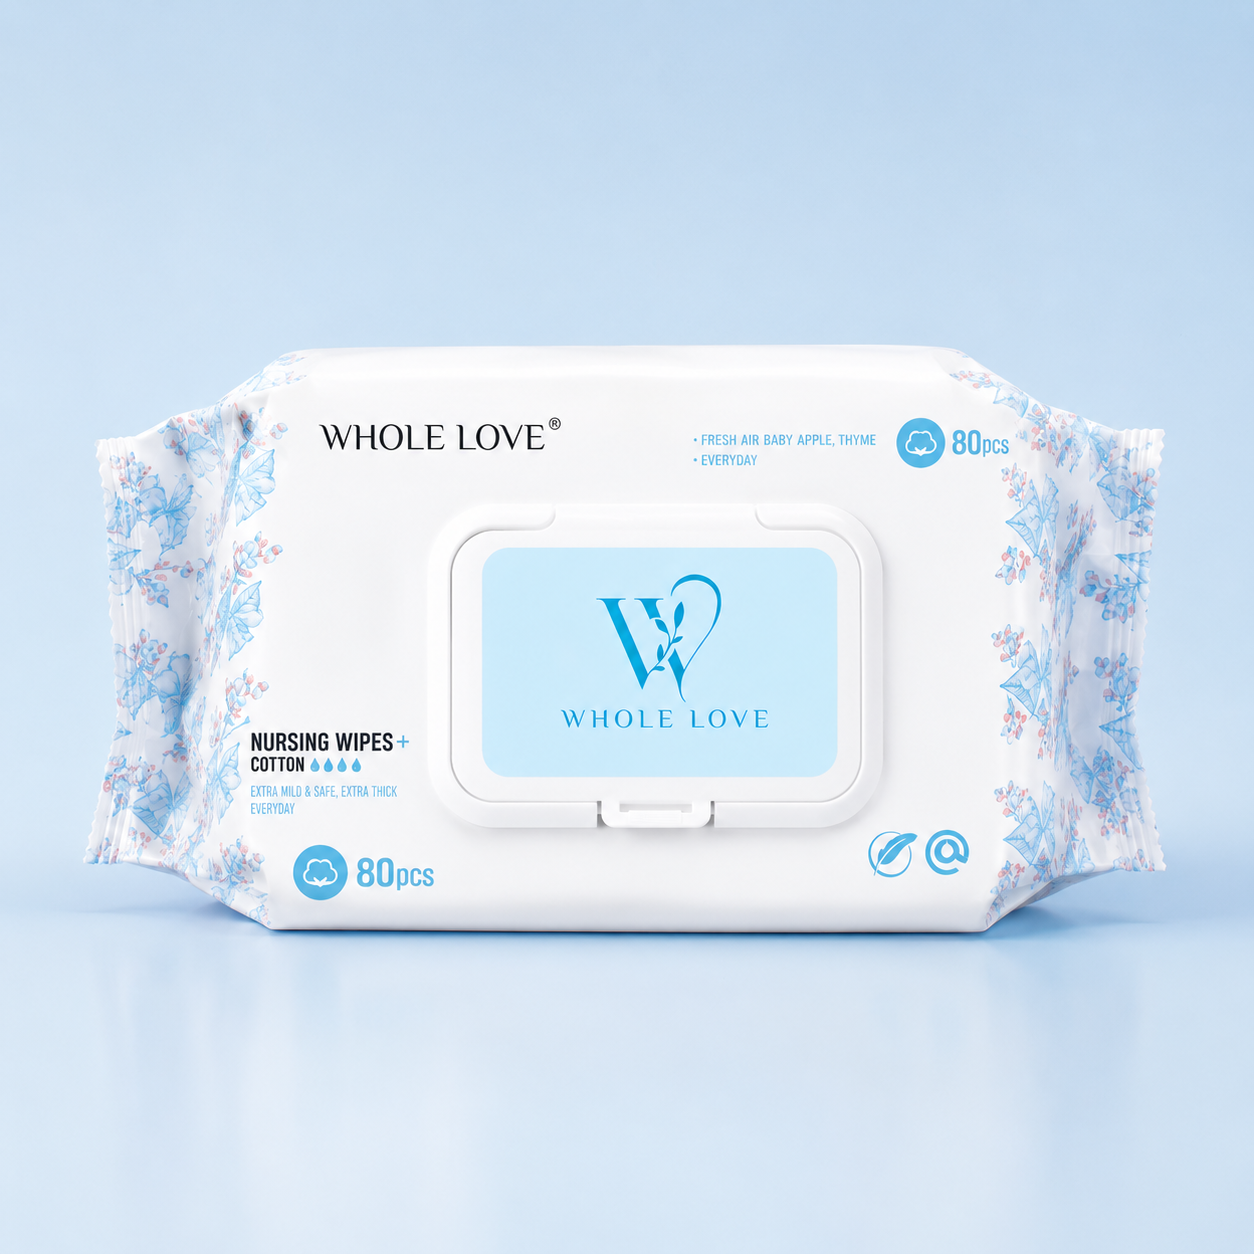 WHOLE LOVE®
• FRESH AIR BABY APPLE, THYME
• EVERYDAY
80pcs
W
WHOLE LOVE
NURSING WIPES+
COTTON
EXTRA MILD & SAFE, EXTRA THICK
EVERYDAY
80pcs
@